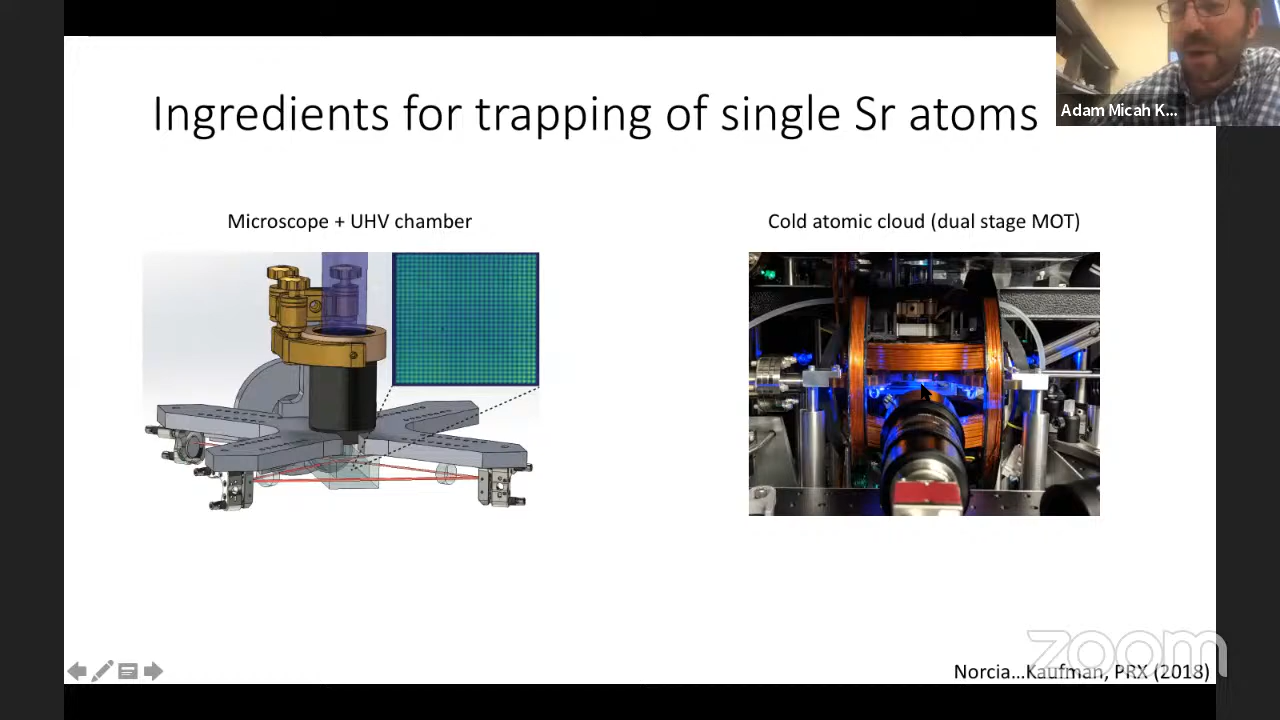 Ingredients for trapping of single Sr atoms
Adam Micah K...
Microscope + UHV chamber
Cold atomic cloud (dual stage MOT)
zoom
Norcia...Kaufman, PRX (2018)